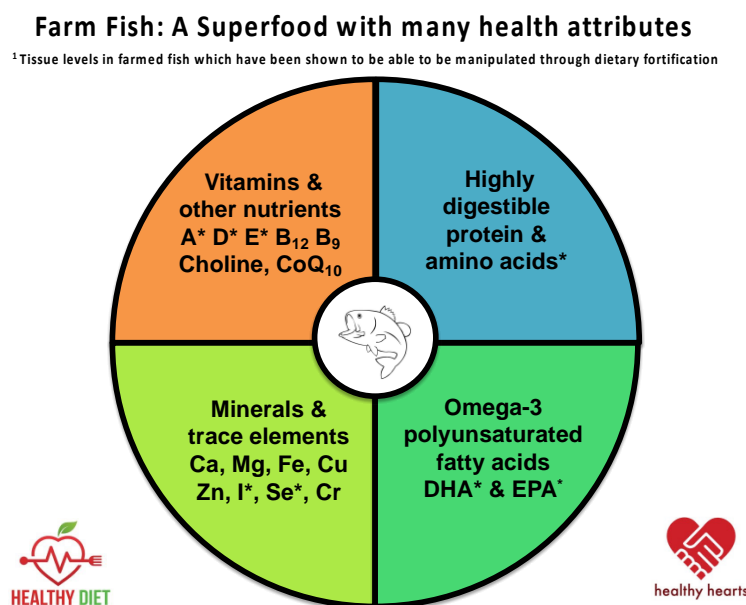 Farm Fish: A Superfood with many health attributes
¹ Tissue levels in farmed fish which have been shown to be able to be manipulated through dietary fortification
Vitamins &
other nutrients
A* D* E* B₁₂ B₉
Choline, CoQ₁₀
Highly
digestible
protein &
amino acids*
Minerals &
trace elements
Ca, Mg, Fe, Cu
Zn, I*, Se*, Cr
Omega-3
polyunsaturated
fatty acids
DHA* & EPA*
HEALTHY DIET
healthy hearts